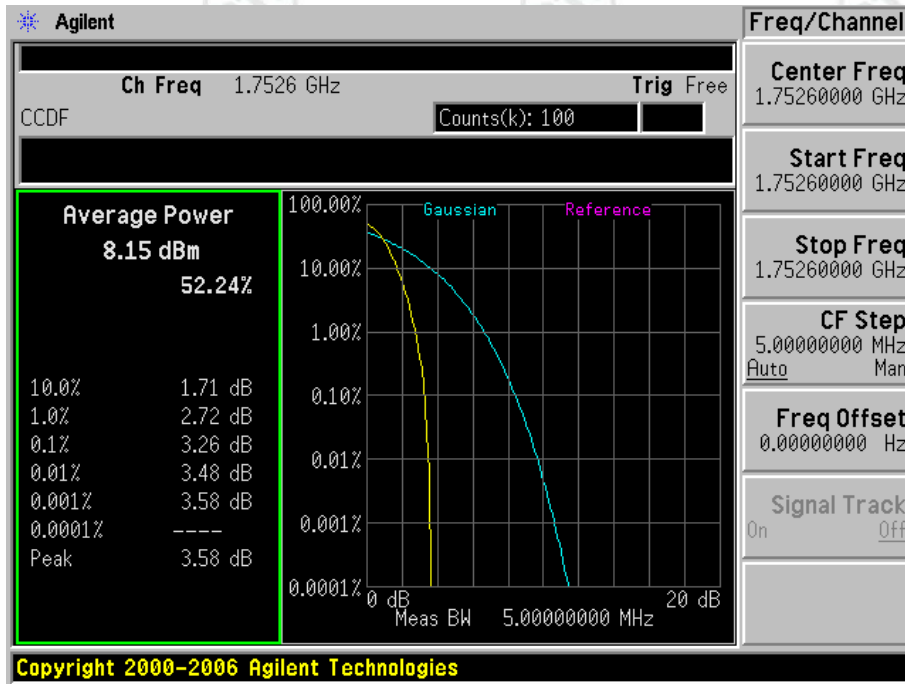 Agilent
Ch Freq 1.7526 GHz Trig Free
CCDF Counts(k): 100
Average Power
8.15 dBm
52.24%
10.0% 1.71 dB
1.0% 2.72 dB
0.1% 3.26 dB
0.01% 3.48 dB
0.001% 3.58 dB
0.0001% ----
Peak 3.58 dB
Gaussian Reference
100.00%
10.00%
1.00%
0.10%
0.01%
0.001%
0.0001%
0 dB 20 dB
Meas BW 5.00000000 MHz
Freq/Channel
Center Freq
1.75260000 GHz
Start Freq
1.75260000 GHz
Stop Freq
1.75260000 GHz
CF Step
5.00000000 MHz
Auto Man
Freq Offset
0.00000000 Hz
Signal Track
On Off
Copyright 2000-2006 Agilent Technologies